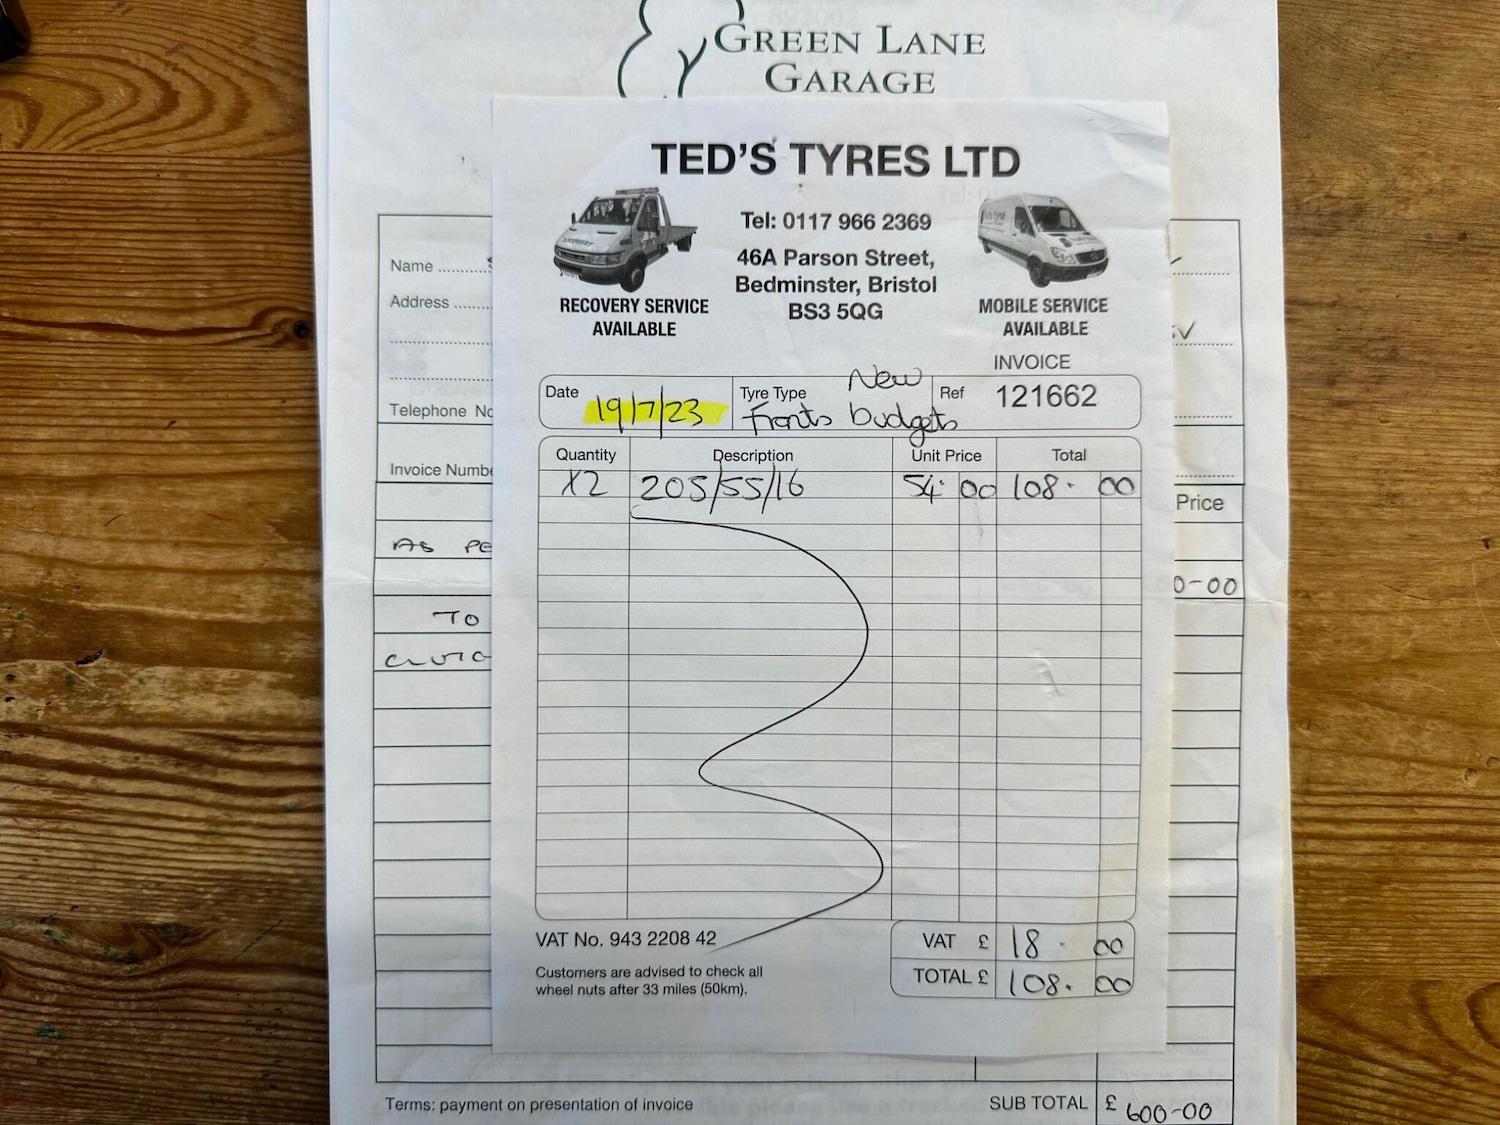 GREEN LANE
GARAGE
TED'S TYRES LTD
Tel: 0117 966 2369
46A Parson Street,
Bedminster, Bristol
BS3 5QG
RECOVERY SERVICE
AVAILABLE
MOBILE SERVICE
AVAILABLE
INVOICE
Date 19/7/23
Tyre Type New
Fronts budgets
Ref 121662
Quantity Description Unit Price Total
X2 205/55/16 54.00 108.00
VAT No. 943 2208 42
VAT £ 18.00
Customers are advised to check all
wheel nuts after 33 miles (50km).
TOTAL £ 108.00
Name
Address
Telephone No
Invoice Numbe
Price
AS PE
0-00
TO
CIVIC
Terms: payment on presentation of invoice
SUB TOTAL £ 600-00